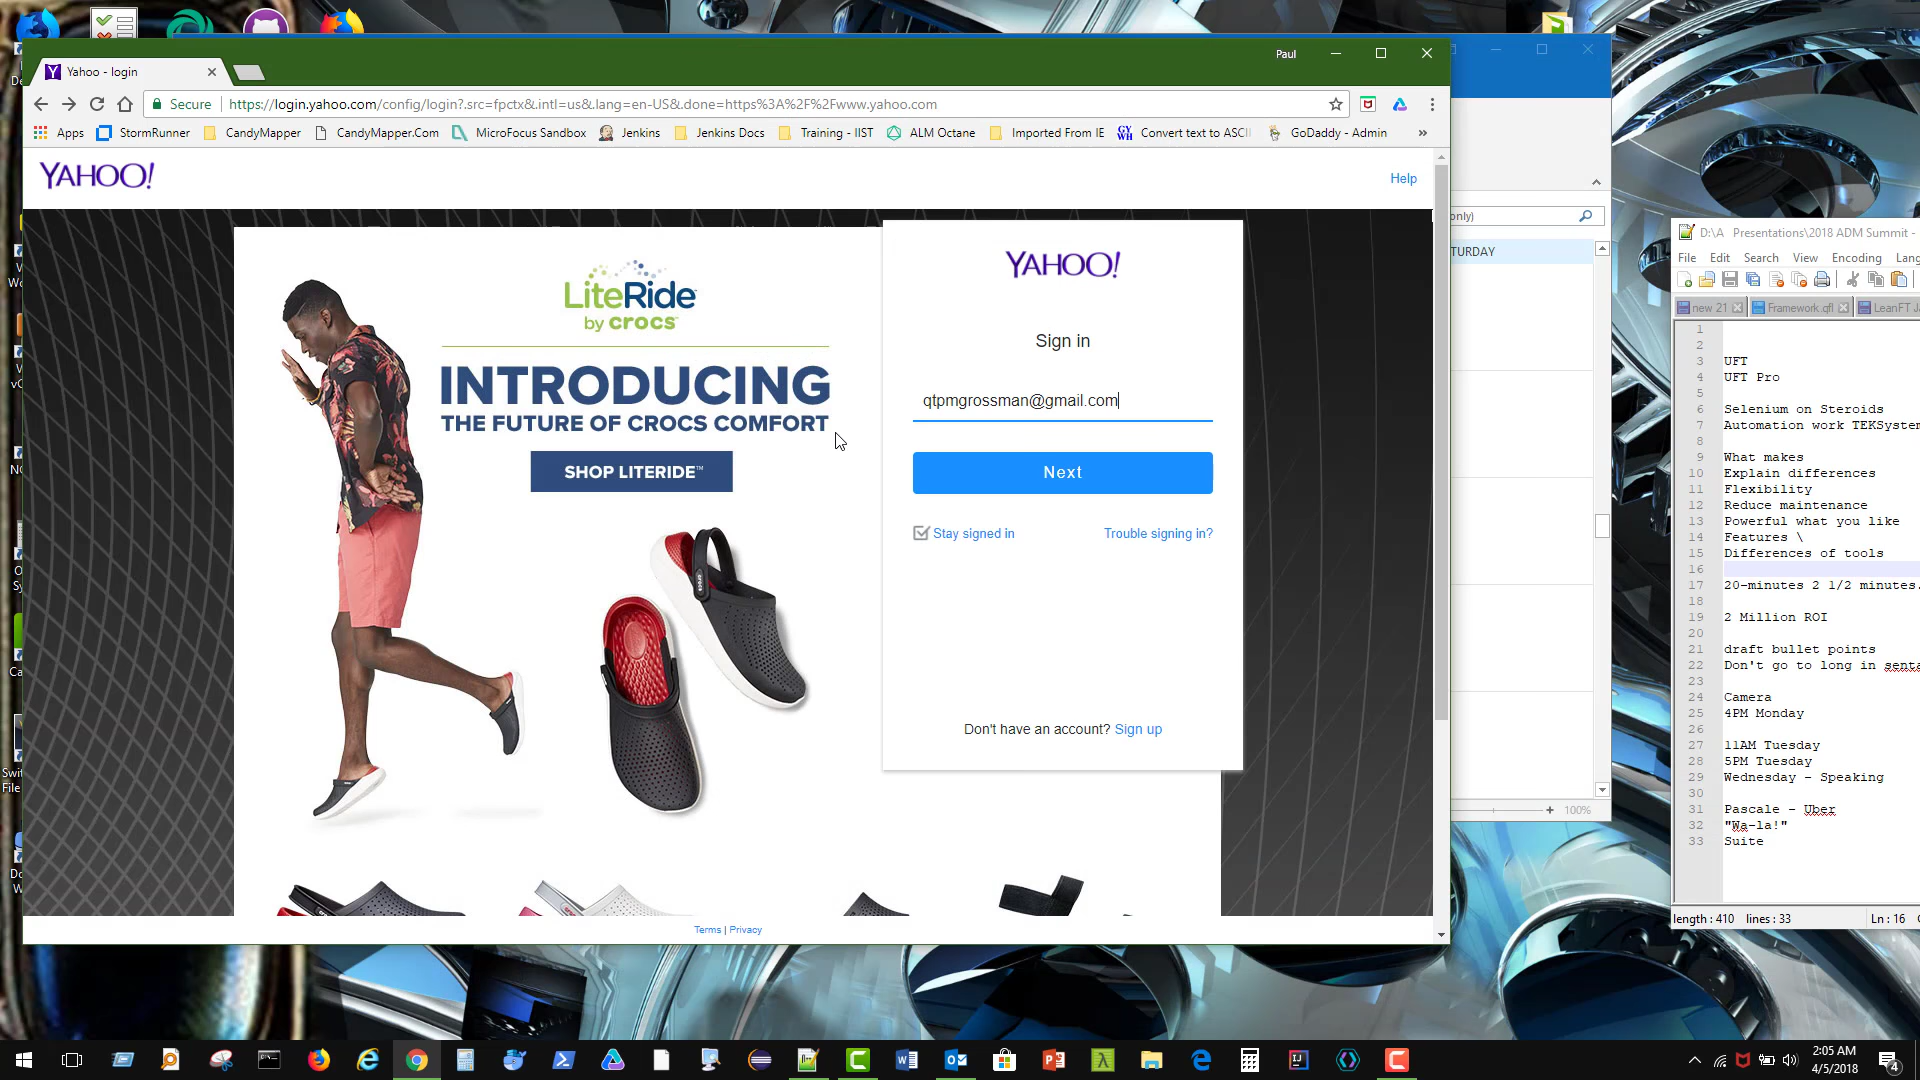 Paul
Yahoo - login
Secure https://login.yahoo.com/config/login?.src=fpctx&.intl=us&.lang=en-US&.done=https%3A%2F%2Fwww.yahoo.com
Apps StormRunner CandyMapper CandyMapper.Com MicroFocus Sandbox Jenkins Jenkins Docs Training - IIST ALM Octane Imported From IE Convert text to ASCII GoDaddy - Admin »
YAHOO!
Help
LiteRide™
by crocs™
INTRODUCING
THE FUTURE OF CROCS COMFORT
SHOP LITERIDE™
YAHOO!
Sign in
qtpmgrossman@gmail.com
Next
Stay signed in Trouble signing in?
Don't have an account? Sign up
Terms | Privacy
only)
TURDAY
100%
D:\A Presentations\2018 ADM Summit -
File Edit Search View Encoding Lang
new 21 Framework.qfl LeanFT J
1
2
3 UFT
4 UFT Pro
5
6 Selenium on Steroids
7 Automation work TEKSystem
8
9 What makes
10 Explain differences
11 Flexibility
12 Reduce maintenance
13 Powerful what you like
14 Features \
15 Differences of tools
16
17 20-minutes 2 1/2 minutes.
18
19 2 Million ROI
20
21 draft bullet points
22 Don't go to long in senta
23
24 Camera
25 4PM Monday
26
27 11AM Tuesday
28 5PM Tuesday
29 Wednesday - Speaking
30
31 Pascale - Uber
32 "Wa-la!"
33 Suite
length : 410 lines : 33 Ln : 16
2:05 AM
4/5/2018
4